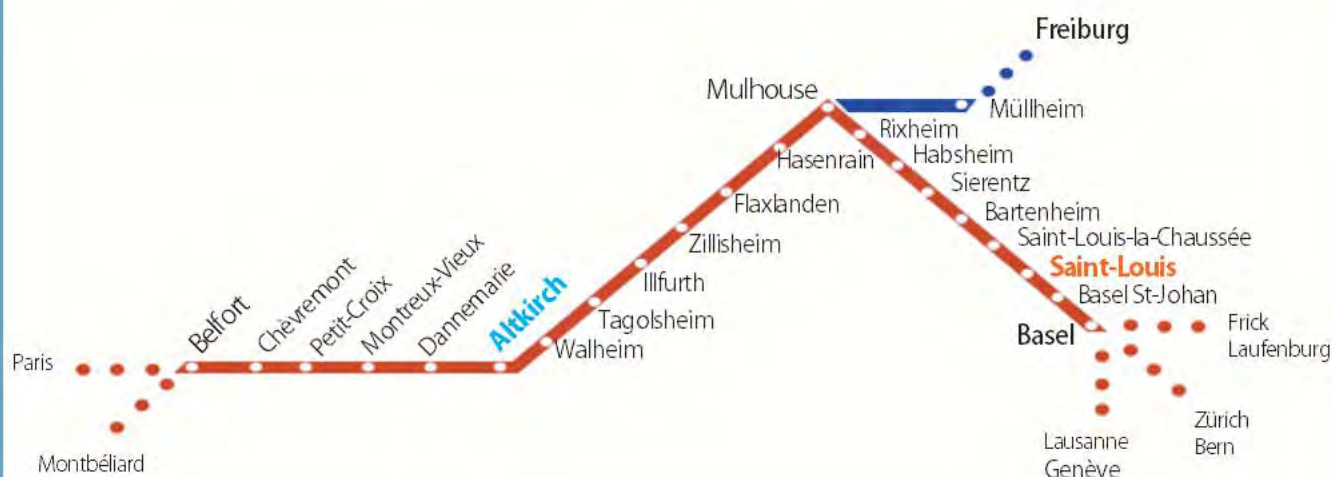 Freiburg
Mulhouse
Müllheim
Rixheim
Hasenrain
Habsheim
Sierentz
Flaxlanden
Bartenheim
Zillisheim
Saint-Louis-la-Chaussée
Illfurth
Saint-Louis
Basel St-Johan
Tagolsheim
Walheim
Basel
Frick
Laufenburg
Belfort
Chèvremont
Petit-Croix
Montreux-Vieux
Dannemarie
Altkirch
Paris
Montbéliard
Zürich
Bern
Lausanne
Genève